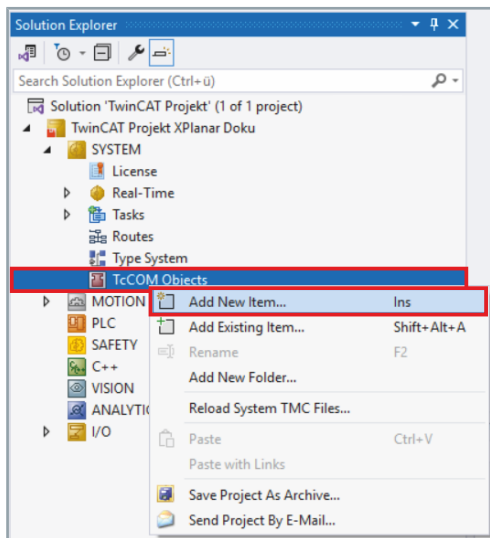 Solution Explorer
Search Solution Explorer (Ctrl+ü)
Solution 'TwinCAT Projekt' (1 of 1 project)
TwinCAT Projekt XPlanar Doku
SYSTEM
License
Real-Time
Tasks
Routes
Type System
TcCOM Objects
MOTION
Add New Item... Ins
PLC
Add Existing Item... Shift+Alt+A
SAFETY
Rename F2
C++
Add New Folder...
VISION
ANALYTI
Reload System TMC Files...
I/O
Paste Ctrl+V
Paste with Links
Save Project As Archive...
Send Project By E-Mail...